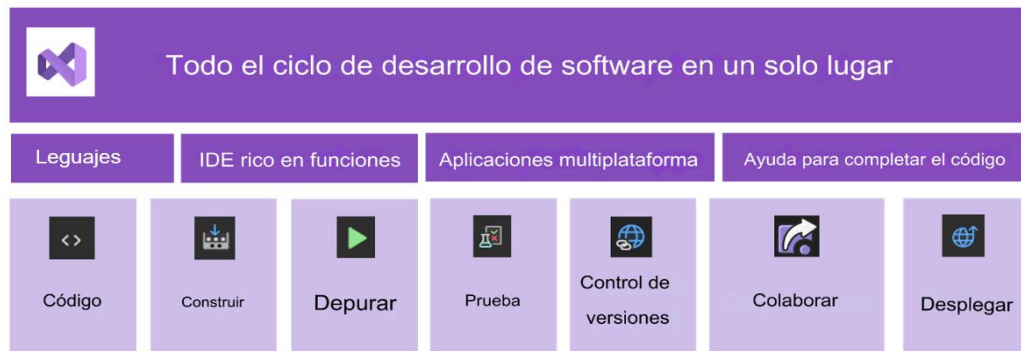 Todo el ciclo de desarrollo de software en un solo lugar
Leguajes
IDE rico en funciones
Aplicaciones multiplataforma
Ayuda para completar el código
Código
Construir
Depurar
Prueba
Control de
versiones
Colaborar
Desplegar